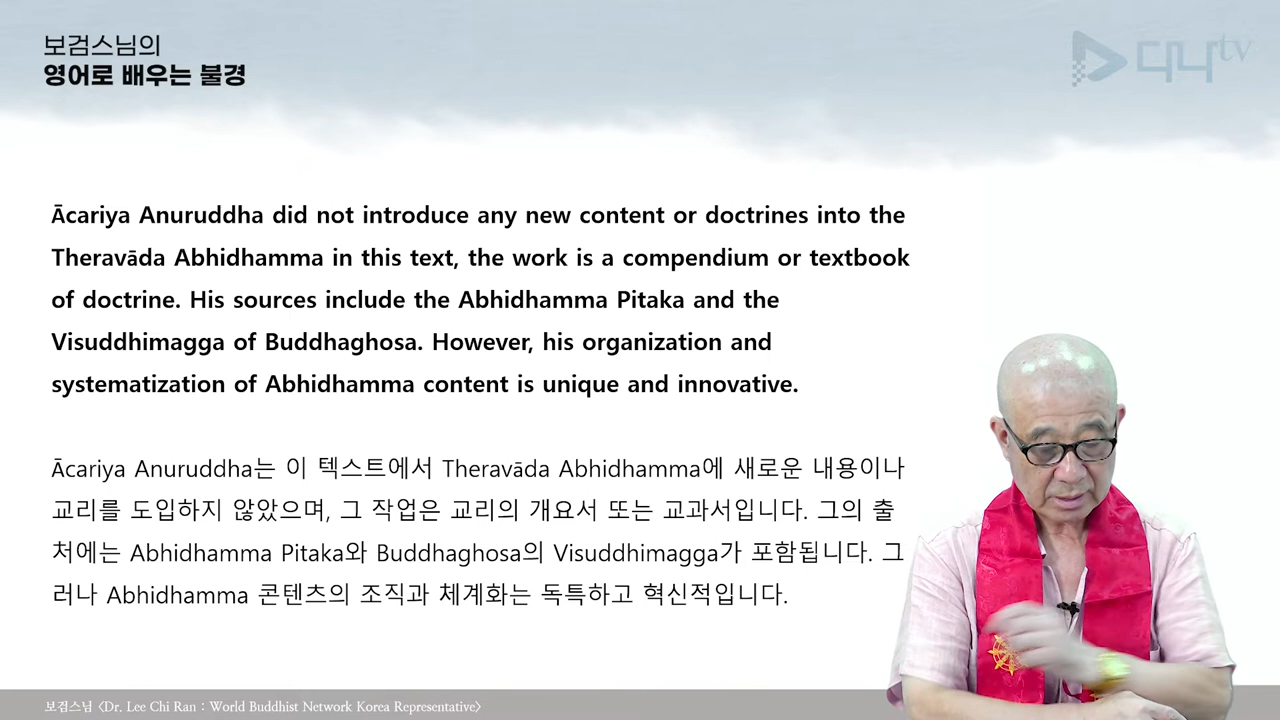 보검스님의
영어로 배우는 불경
디나tv
Ācariya Anuruddha did not introduce any new content or doctrines into the
Theravāda Abhidhamma in this text, the work is a compendium or textbook
of doctrine. His sources include the Abhidhamma Pitaka and the
Visuddhimagga of Buddhaghosa. However, his organization and
systematization of Abhidhamma content is unique and innovative.
Ācariya Anuruddha는 이 텍스트에서 Theravāda Abhidhamma에 새로운 내용이나
교리를 도입하지 않았으며, 그 작업은 교리의 개요서 또는 교과서입니다. 그의 출
처에는 Abhidhamma Pitaka와 Buddhaghosa의 Visuddhimagga가 포함됩니다. 그
러나 Abhidhamma 콘텐츠의 조직과 체계화는 독특하고 혁신적입니다.
보검스님 <Dr. Lee Chi Ran : World Buddhist Network Korea Representative>